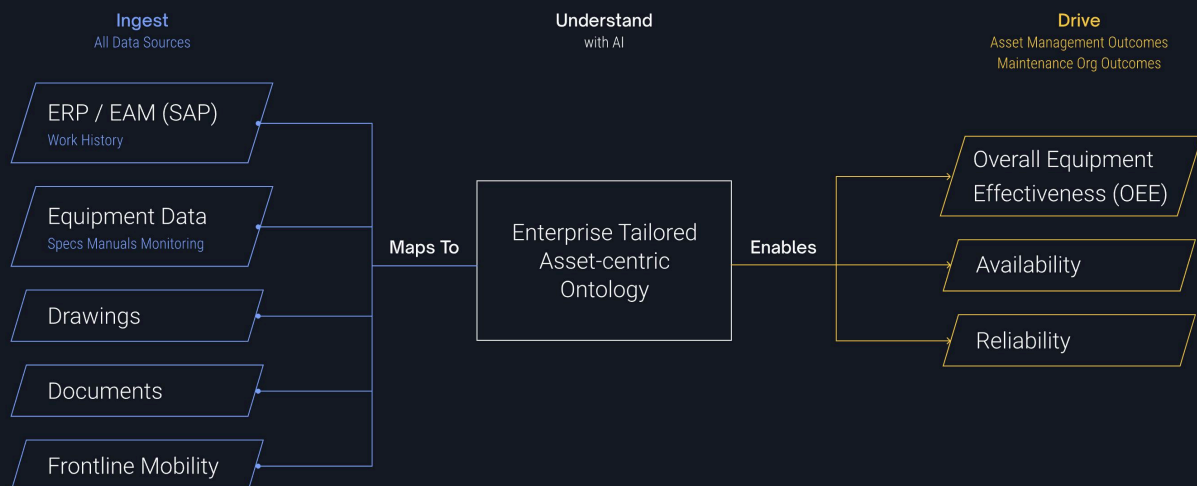 Ingest
All Data Sources
ERP / EAM (SAP)
Work History
Equipment Data
Specs Manuals Monitoring
Drawings
Documents
Frontline Mobility
Maps To
Understand
with AI
Enterprise Tailored
Asset-centric
Ontology
Enables
Drive
Asset Management Outcomes
Maintenance Org Outcomes
Overall Equipment
Effectiveness (OEE)
Availability
Reliability